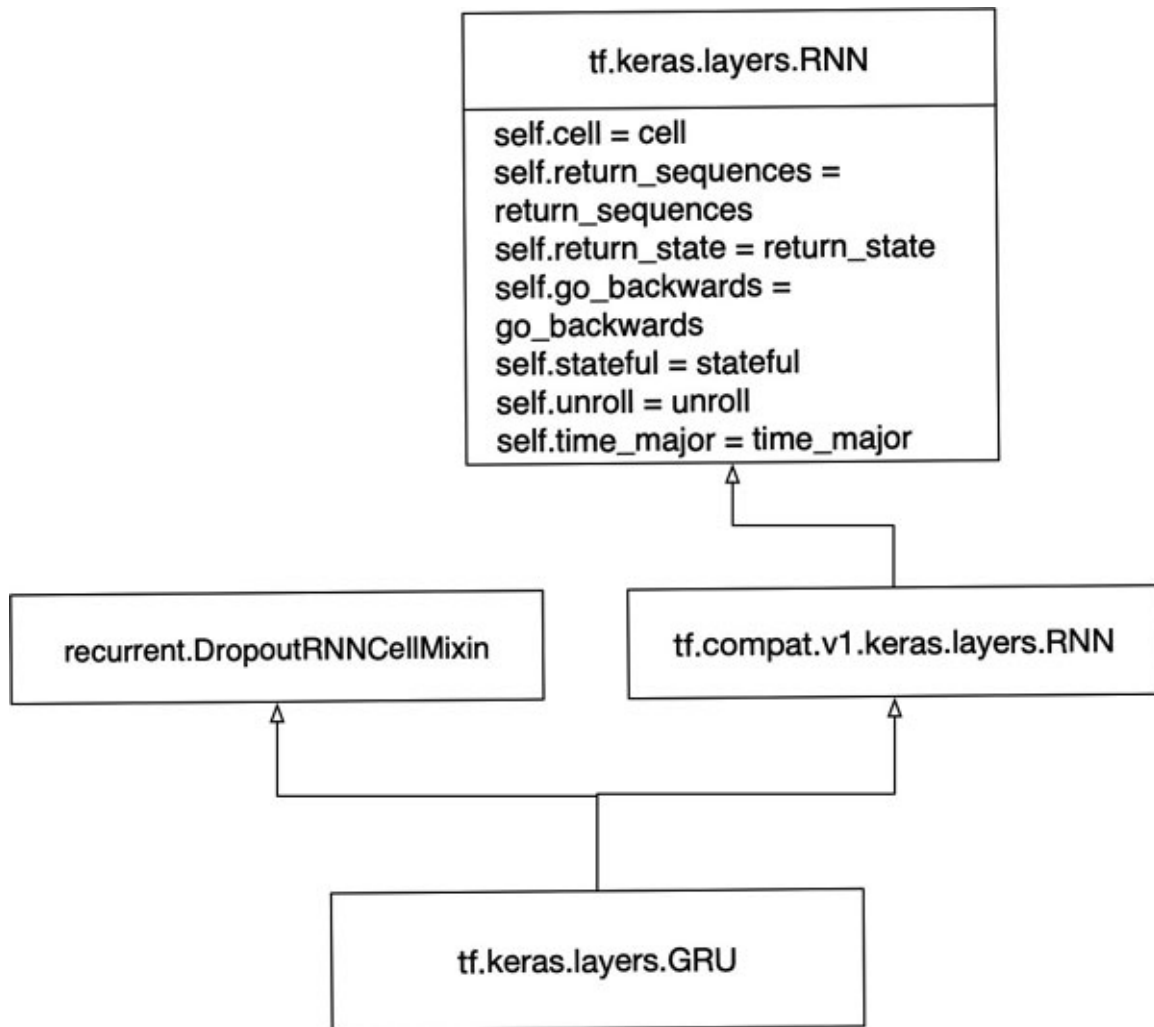 tf.keras.layers.RNN
self.cell = cell
self.return_sequences =
return_sequences
self.return_state = return_state
self.go_backwards =
go_backwards
self.stateful = stateful
self.unroll = unroll
self.time_major = time_major
recurrent.DropoutRNNCellMixin
tf.compat.v1.keras.layers.RNN
tf.keras.layers.GRU